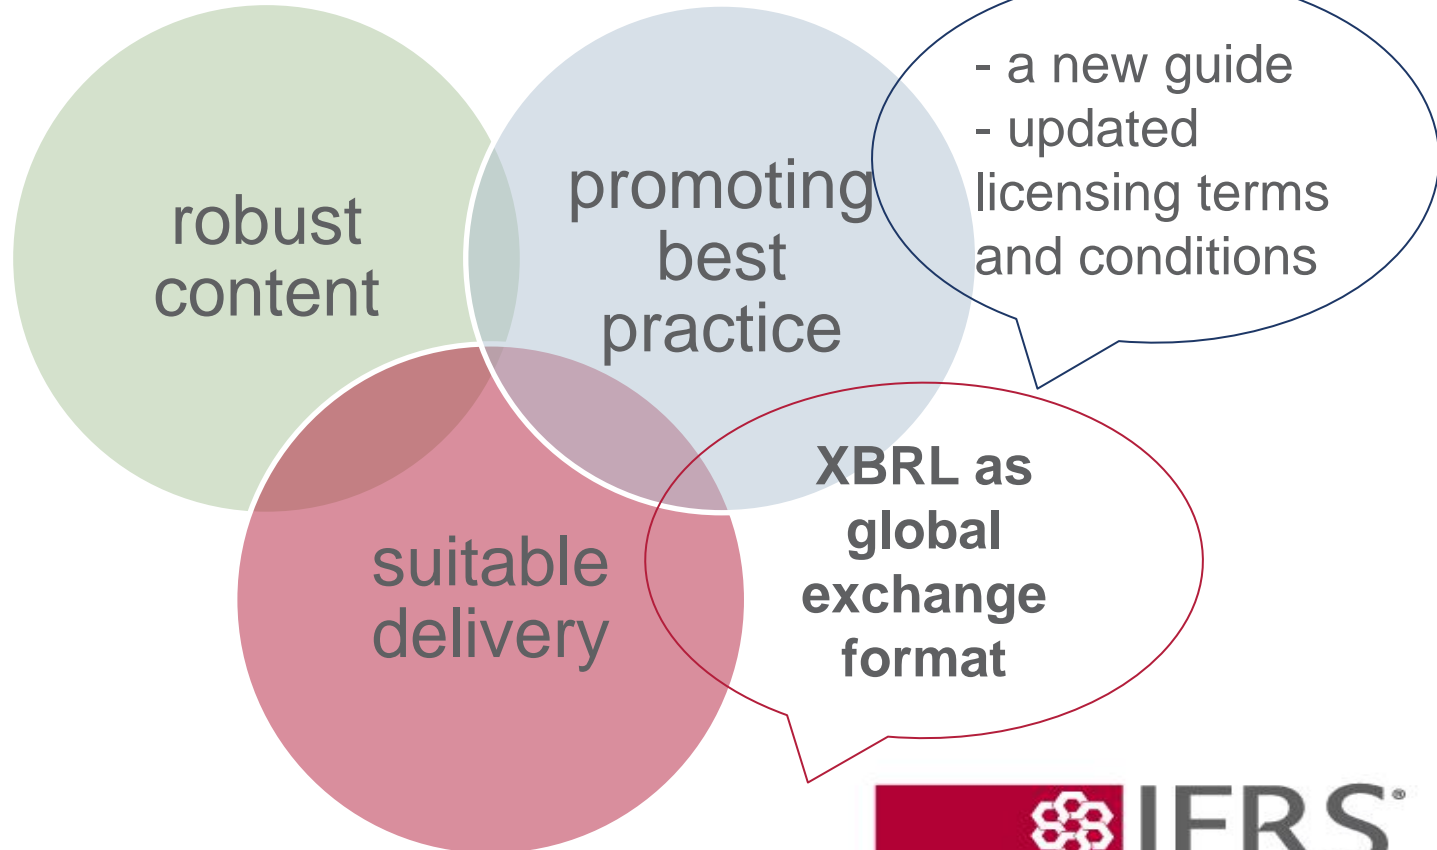 robust
content
promoting
best
practice
- a new guide
- updated
licensing terms
and conditions
suitable
delivery
XBRL as
global
exchange
format
IFRS®